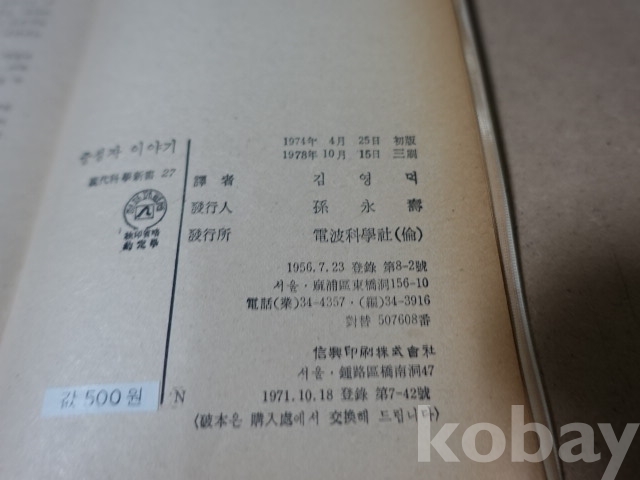 중성자 이야기
現代科學新書 27
1974年 4月 25日 初版
1978年 10月 15日 三刷
譯者 김영덕
發行人 孫永壽
發行所 電波科學社(倫)
1956.7.23 登錄 第8-2號
서울·麻浦區東橋洞156-10
電話(業)34-4357·(編)34-3916
對替 507608番
信興印刷株式會社
서울·鍾路區橋南洞47
1971.10.18 登錄 第7-42號
〈破本은 購入處에서 交換해 드립니다〉
값 500원
N
kobay